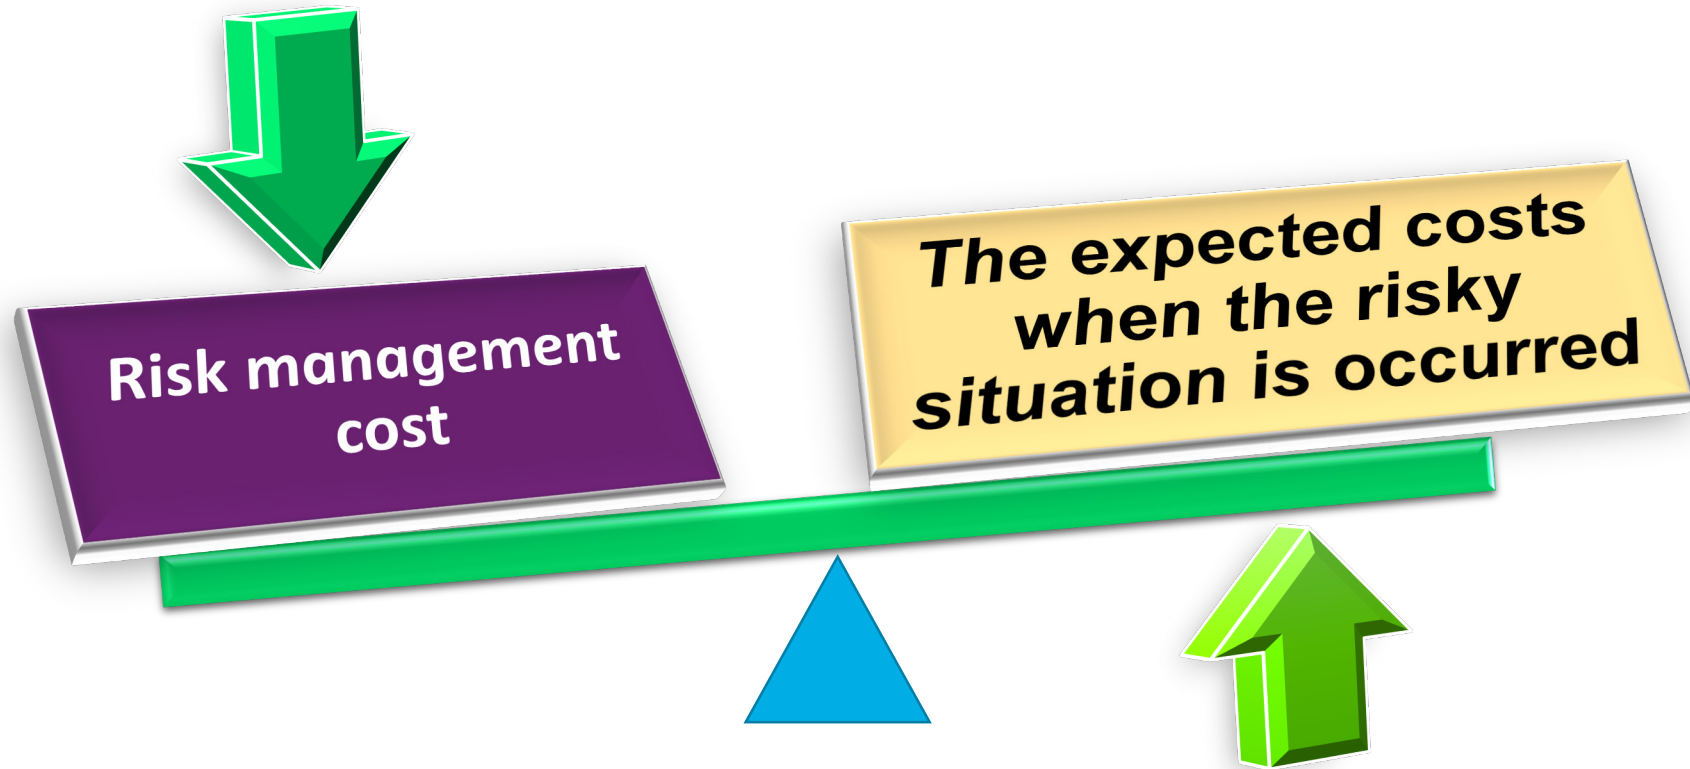 Risk management
cost
The expected costs
when the risky
situation is occurred